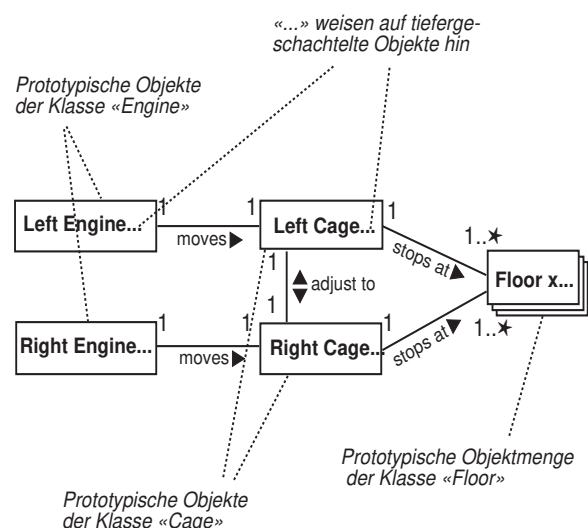 «...» weisen auf tieferge-
schachtelte Objekte hin
Prototypische Objekte
der Klasse «Engine»
1 1 1
Left Engine... Left Cage...
moves
1..*
stops at
1
adjust to
Floor x...
1
1 1 1
1..*
Right Engine... Right Cage...
moves
stops at
Prototypische Objektmenge
der Klasse «Floor»
Prototypische Objekte
der Klasse «Cage»